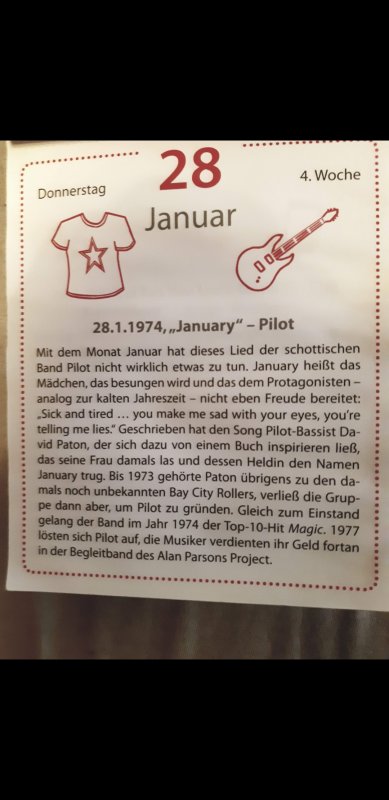 Donnerstag
28
4. Woche
Januar
28.1.1974, „January“ – Pilot
Mit dem Monat Januar hat dieses Lied der schottischen
Band Pilot nicht wirklich etwas zu tun. January heißt das
Mädchen, das besungen wird und das dem Protagonisten –
analog zur kalten Jahreszeit – nicht eben Freude bereitet:
„Sick and tired … you make me sad with your eyes, you’re
telling me lies.“ Geschrieben hat den Song Pilot-Bassist Da-
vid Paton, der sich dazu von einem Buch inspirieren ließ,
das seine Frau damals las und dessen Heldin den Namen
January trug. Bis 1973 gehörte Paton übrigens zu den da-
mals noch unbekannten Bay City Rollers, verließ die Grup-
pe dann aber, um Pilot zu gründen. Gleich zum Einstand
gelang der Band im Jahr 1974 der Top-10-Hit Magic. 1977
lösten sich Pilot auf, die Musiker verdienten ihr Geld fortan
in der Begleitband des Alan Parsons Project.